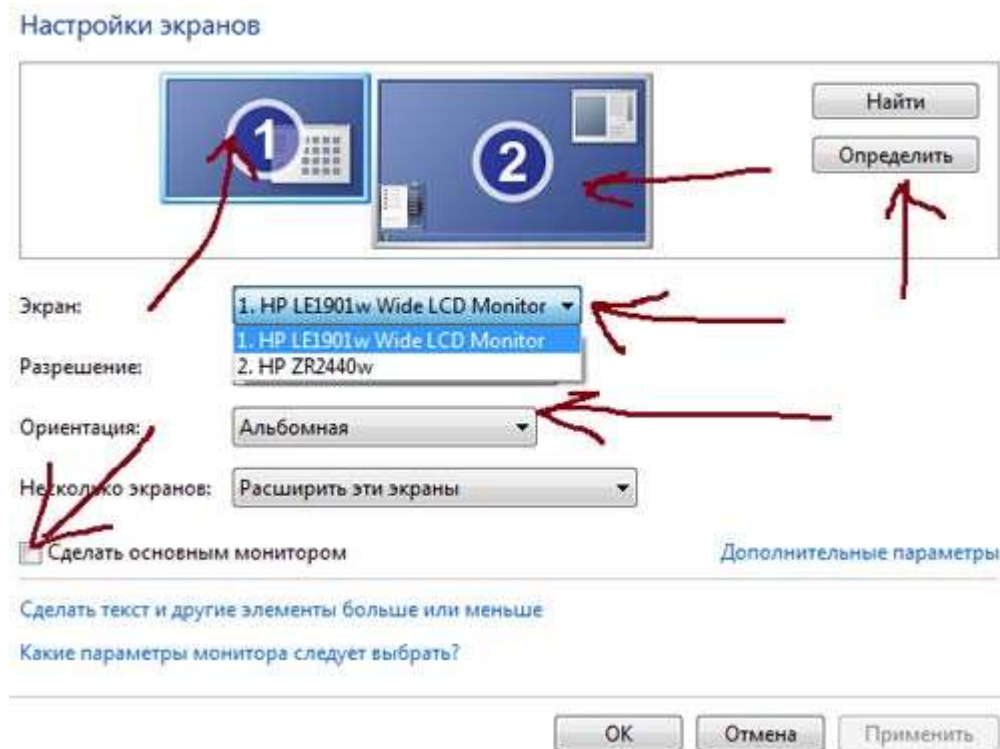 Настройки экранов
1
2
Найти
Определить
Экран:
1. HP LE1901w Wide LCD Monitor
1. HP LE1901w Wide LCD Monitor
2. HP ZR2440w
Разрешение:
Ориентация:
Альбомная
Несколько экранов:
Расширить эти экраны
Сделать основным монитором
Дополнительные параметры
Сделать текст и другие элементы больше или меньше
Какие параметры монитора следует выбрать?
OK
Отмена
Применить